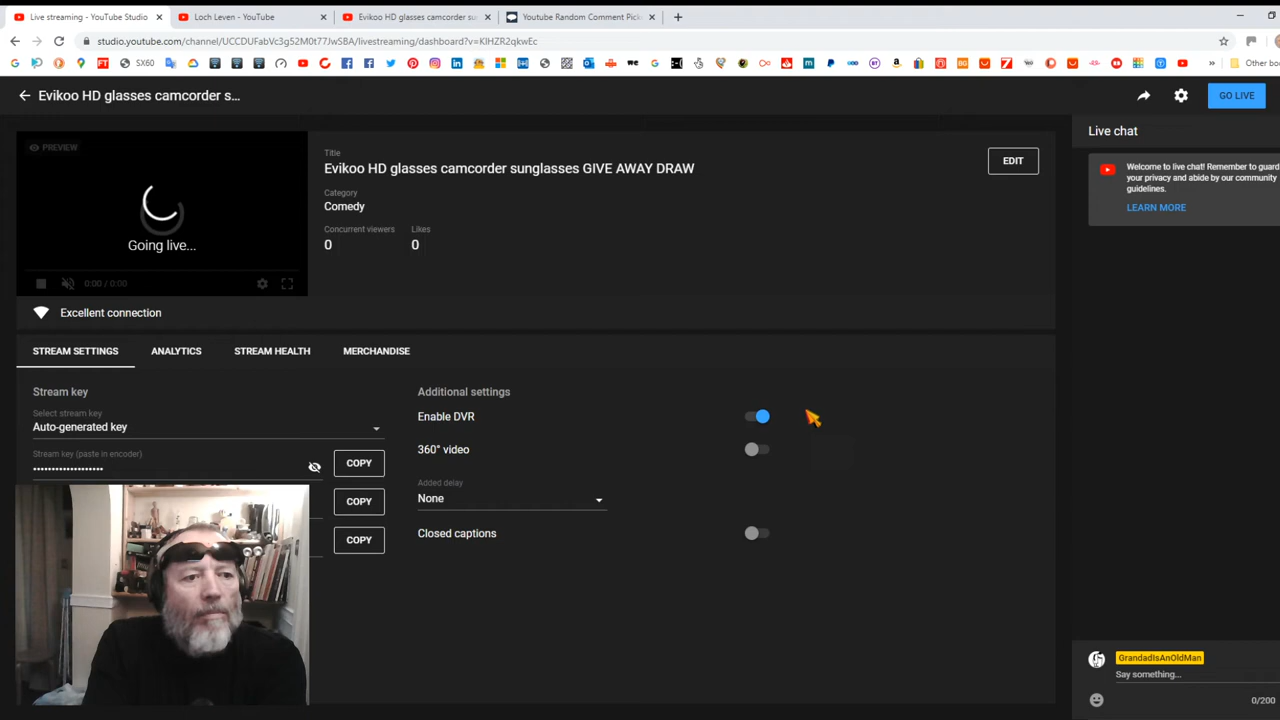 Live streaming - YouTube Studio
Loch Leven - YouTube
Evikoo HD glasses camcorder su
Youtube Random Comment Pick
studio.youtube.com/channel/UCCDUFabVc3g52M0t77JwSBA/livestreaming/dashboard?v=KIHZR2qkwEc
SX60
Other bo
Evikoo HD glasses camcorder s...
GO LIVE
PREVIEW
Going live...
0:00 / 0:00
Title
Evikoo HD glasses camcorder sunglasses GIVE AWAY DRAW
EDIT
Category
Comedy
Concurrent viewers
Likes
0
0
Live chat
Welcome to live chat! Remember to guard
your privacy and abide by our community
guidelines.
LEARN MORE
Excellent connection
STREAM SETTINGS
ANALYTICS
STREAM HEALTH
MERCHANDISE
Stream key
Select stream key
Auto-generated key
Stream key (paste in encoder)
••••••••••••••••••••
COPY
COPY
COPY
Additional settings
Enable DVR
360° video
Added delay
None
Closed captions
GrandadIsAnOldMan
Say something...
0/200